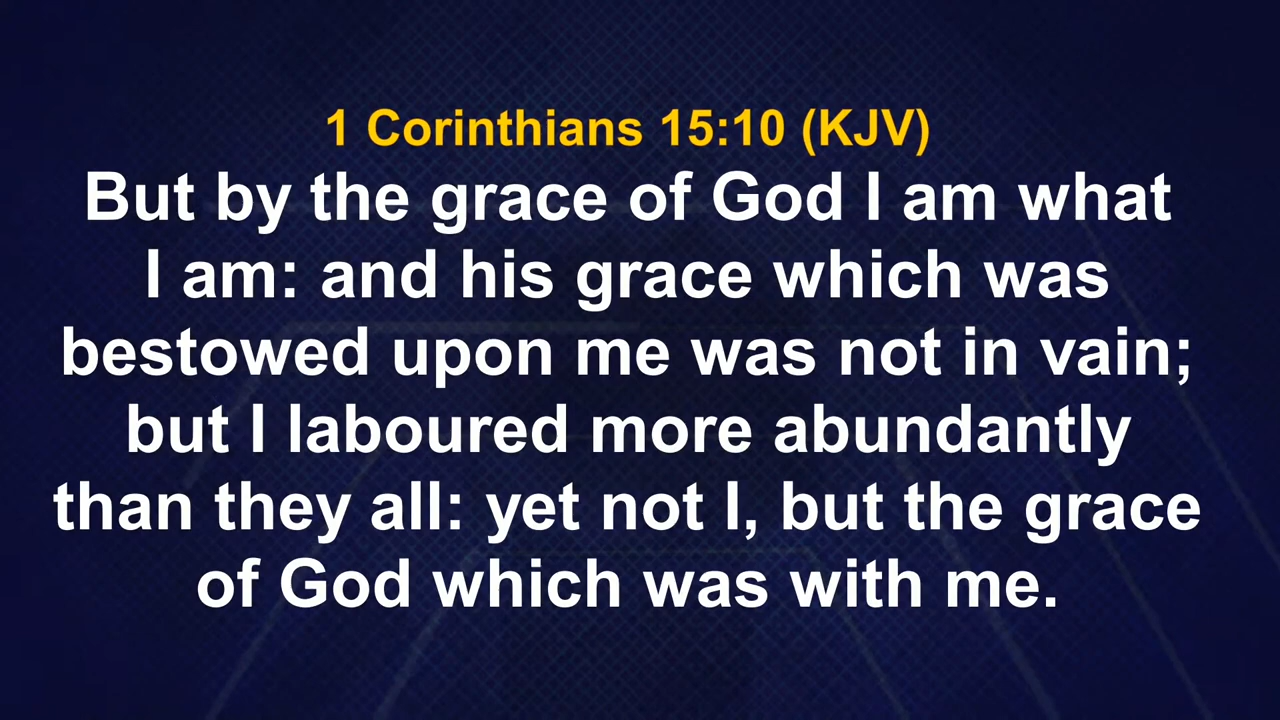 1 Corinthians 15:10 (KJV)
But by the grace of God I am what
I am: and his grace which was
bestowed upon me was not in vain;
but I laboured more abundantly
than they all: yet not I, but the grace
of God which was with me.